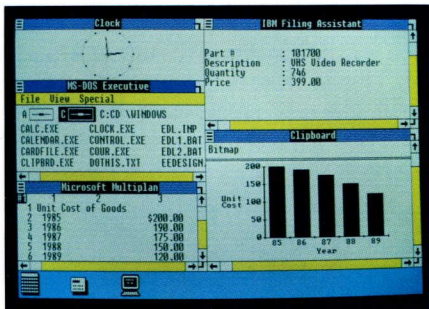 Clock
MS-DOS Executive
File View Special
A C C:CD \WINDOWS
CALC.EXE CLOCK.EXE EDL.INP
CALENDAR.EXE CONTROL.EXE EDL1.BAT
CARDFILE.EXE COUR.EXE EDL2.BAT
CLIPBRD.EXE DOTHIS.TXT EEDESIGN.
Microsoft Multiplan
#1 1 2 3
1 Unit Cost of Goods
2 1985 $200.00
3 1986 190.00
4 1987 175.00
5 1988 150.00
6 1989 120.00
IBM Filing Assistant
Part # : 101700
Description : VHS Video Recorder
Quantity : 746
Price : 399.00
Clipboard
Bitmap
200
150
100
50
0
Unit
Cost
85 86 87 88 89
Year